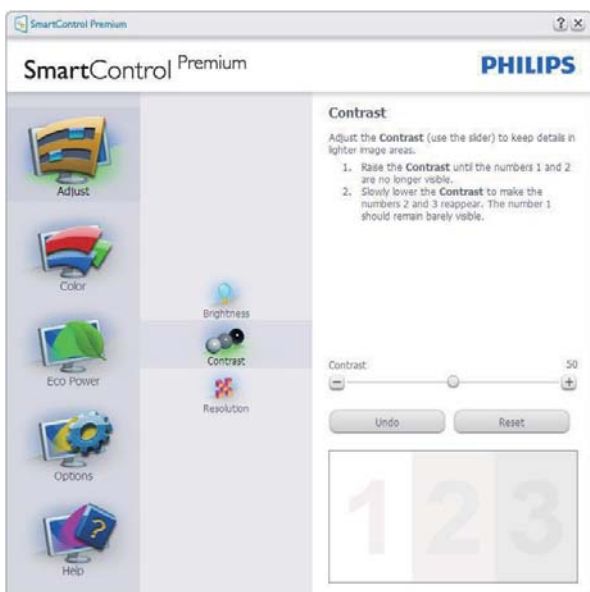 SmartControl Premium
SmartControl Premium
PHILIPS
Adjust
Color
Eco Power
Options
Help
Brightness
Contrast
Resolution
Contrast
Adjust the Contrast (use the slider) to keep details in
lighter image areas.
1. Raise the Contrast until the numbers 1 and 2
are no longer visible.
2. Slowly lower the Contrast to make the
numbers 2 and 3 reappear. The number 1
should remain barely visible.
Contrast 50
Undo Reset
1 2 3